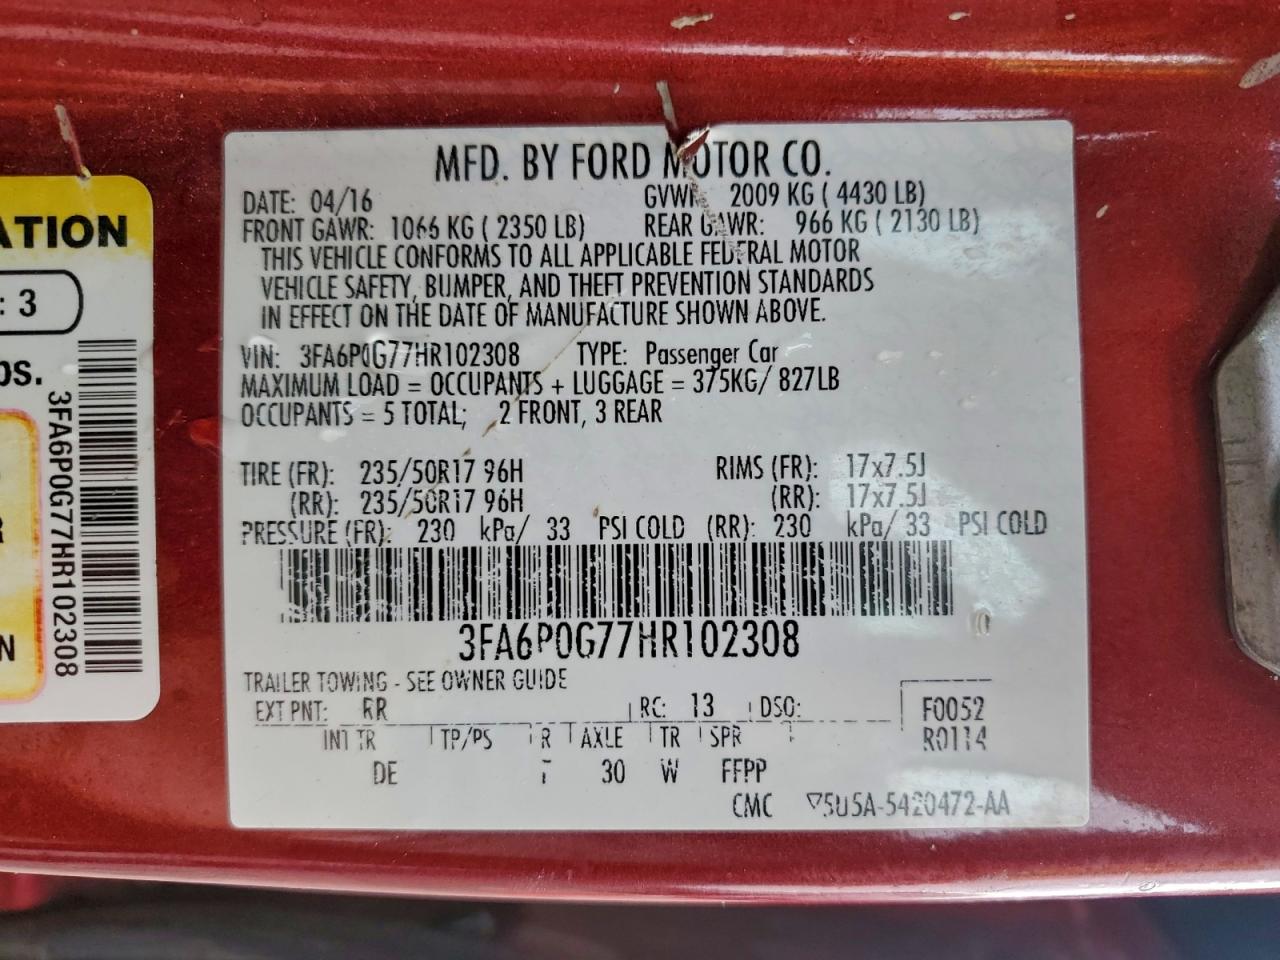 ATION
: 3
os.
3FA6P0G77HR102308
R
N
MFD. BY FORD MOTOR CO.
DATE: 04/16 GVWR 2009 KG ( 4430 LB)
FRONT GAWR: 1066 KG ( 2350 LB) REAR GAWR: 966 KG ( 2130 LB)
THIS VEHICLE CONFORMS TO ALL APPLICABLE FEDERAL MOTOR
VEHICLE SAFETY, BUMPER, AND THEFT PREVENTION STANDARDS
IN EFFECT ON THE DATE OF MANUFACTURE SHOWN ABOVE.
VIN: 3FA6P0G77HR102308 TYPE: Passenger Car
MAXIMUM LOAD = OCCUPANTS + LUGGAGE = 375KG/ 827LB
OCCUPANTS = 5 TOTAL; 2 FRONT, 3 REAR
TIRE (FR): 235/50R17 96H RIMS (FR): 17x7.5J
(RR): 235/50R17 96H (RR): 17x7.5J
PRESSURE (FR): 230 kPa/ 33 PSI COLD (RR): 230 kPa/ 33 PSI COLD
3FA6P0G77HR102308
TRAILER TOWING - SEE OWNER GUIDE
EXT PNT: RR RC: 13 DSO: F0052
INT TR TP/PS R AXLE TR SPR R0114
DE 30 W FFPP
CMC ▽5U5A-5420472-AA